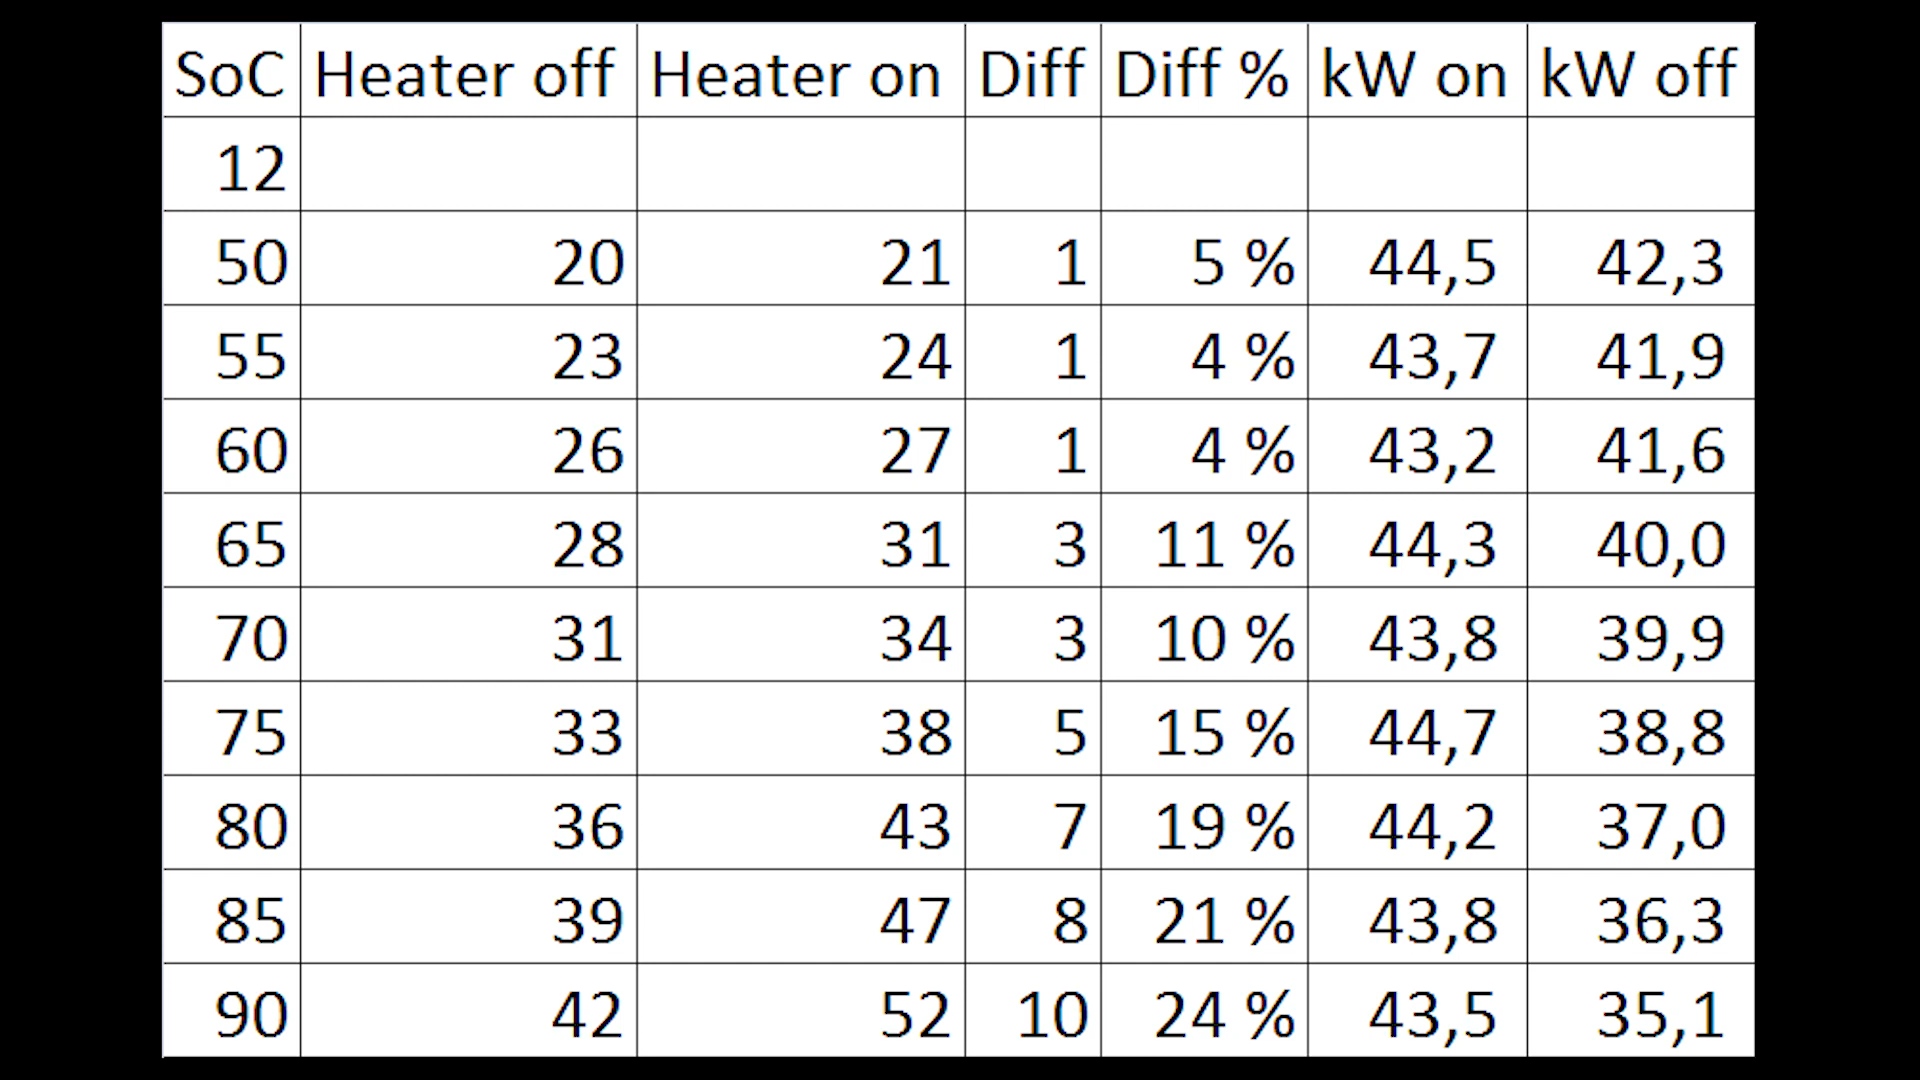 SoC Heater off Heater on Diff Diff % kW on kW off
12
50 20 21 1 5 % 44,5 42,3
55 23 24 1 4 % 43,7 41,9
60 26 27 1 4 % 43,2 41,6
65 28 31 3 11 % 44,3 40,0
70 31 34 3 10 % 43,8 39,9
75 33 38 5 15 % 44,7 38,8
80 36 43 7 19 % 44,2 37,0
85 39 47 8 21 % 43,8 36,3
90 42 52 10 24 % 43,5 35,1